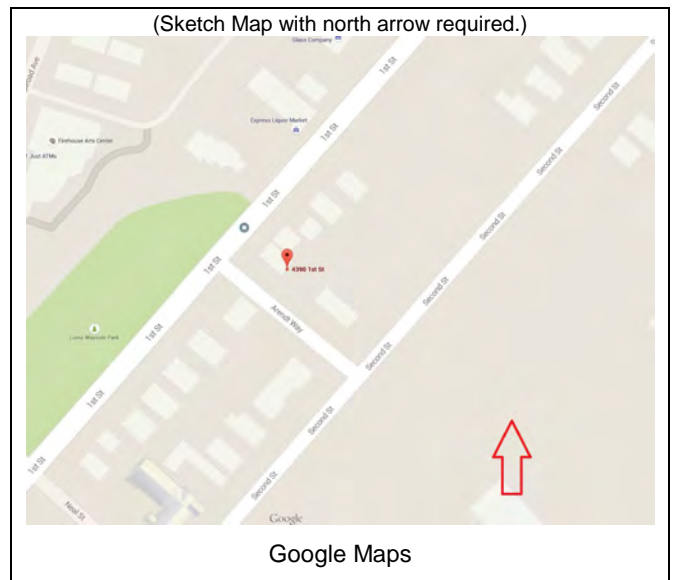 (Sketch Map with north arrow required.)
Glass Company
1st St
Second St
Express Liquor Market
1st St
Second St
Firehouse Arts Center
Just ATMs
Second St
1st St
Second St
1st St
4390 1st St
Arendt Way
Lions Wayside Park
1st St
Second St
1st St
Second St
1st St
Second St
Neal St
Google
Google Maps